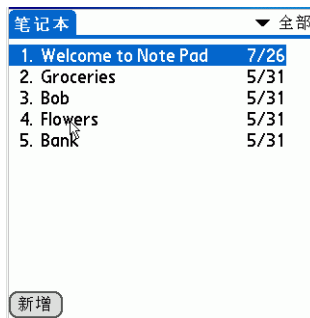 笔记本 全部
1. Welcome to Note Pad 7/26
2. Groceries 5/31
3. Bob 5/31
4. Flowers 5/31
5. Bank 5/31
新增